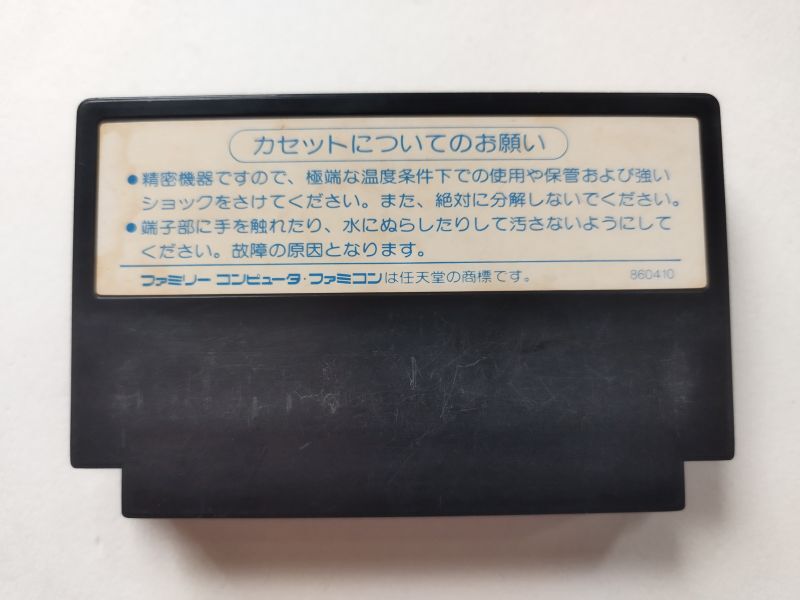 カセットについてのお願い
●精密機器ですので、極端な温度条件下での使用や保管および強い
ショックをさけてください。また、絶対に分解しないでください。
●端子部に手を触れたり、水にぬらしたりして汚さないようにして
ください。故障の原因となります。
ファミリー コンピュータ・ファミコンは任天堂の商標です。 860410